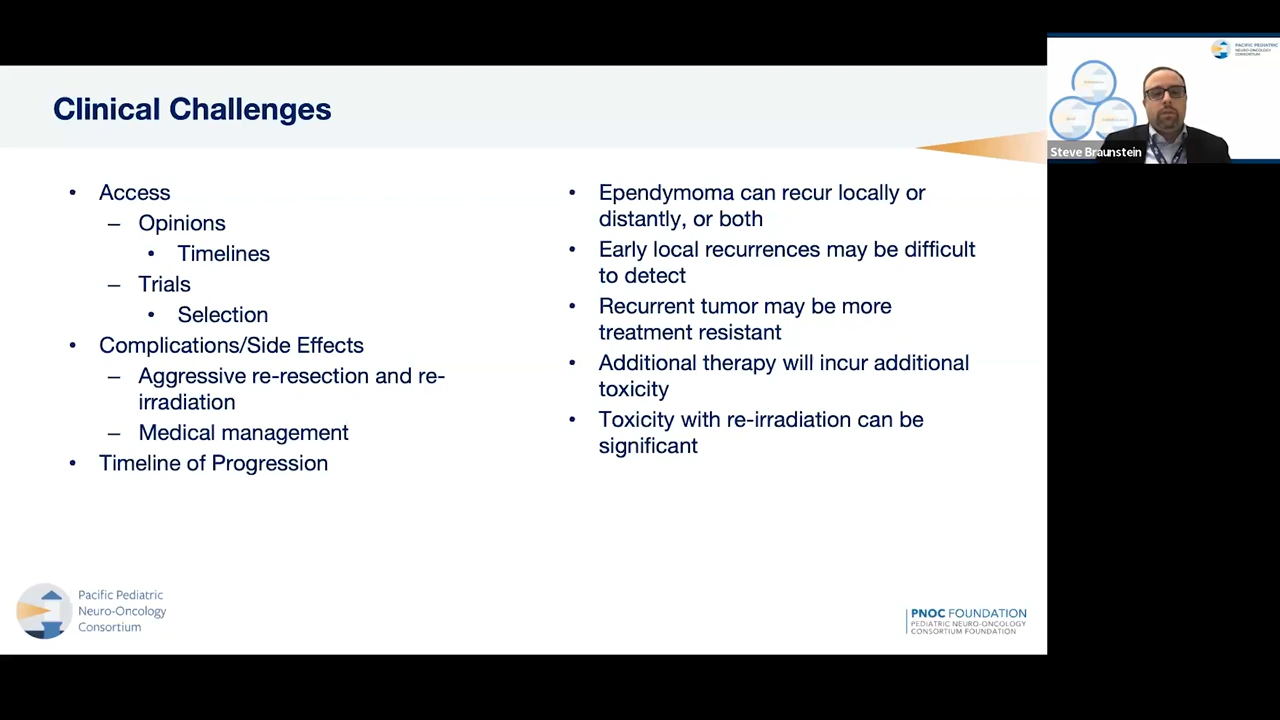 Clinical Challenges
• Access
– Opinions
• Timelines
– Trials
• Selection
• Complications/Side Effects
– Aggressive re-resection and re-
irradiation
– Medical management
• Timeline of Progression
• Ependymoma can recur locally or
distantly, or both
• Early local recurrences may be difficult
to detect
• Recurrent tumor may be more
treatment resistant
• Additional therapy will incur additional
toxicity
• Toxicity with re-irradiation can be
significant
Pacific Pediatric
Neuro-Oncology
Consortium
PNOC FOUNDATION
PEDIATRIC NEURO-ONCOLOGY
CONSORTIUM FOUNDATION
PACIFIC PEDIATRIC
NEURO-ONCOLOGY
CONSORTIUM
Steve Braunstein